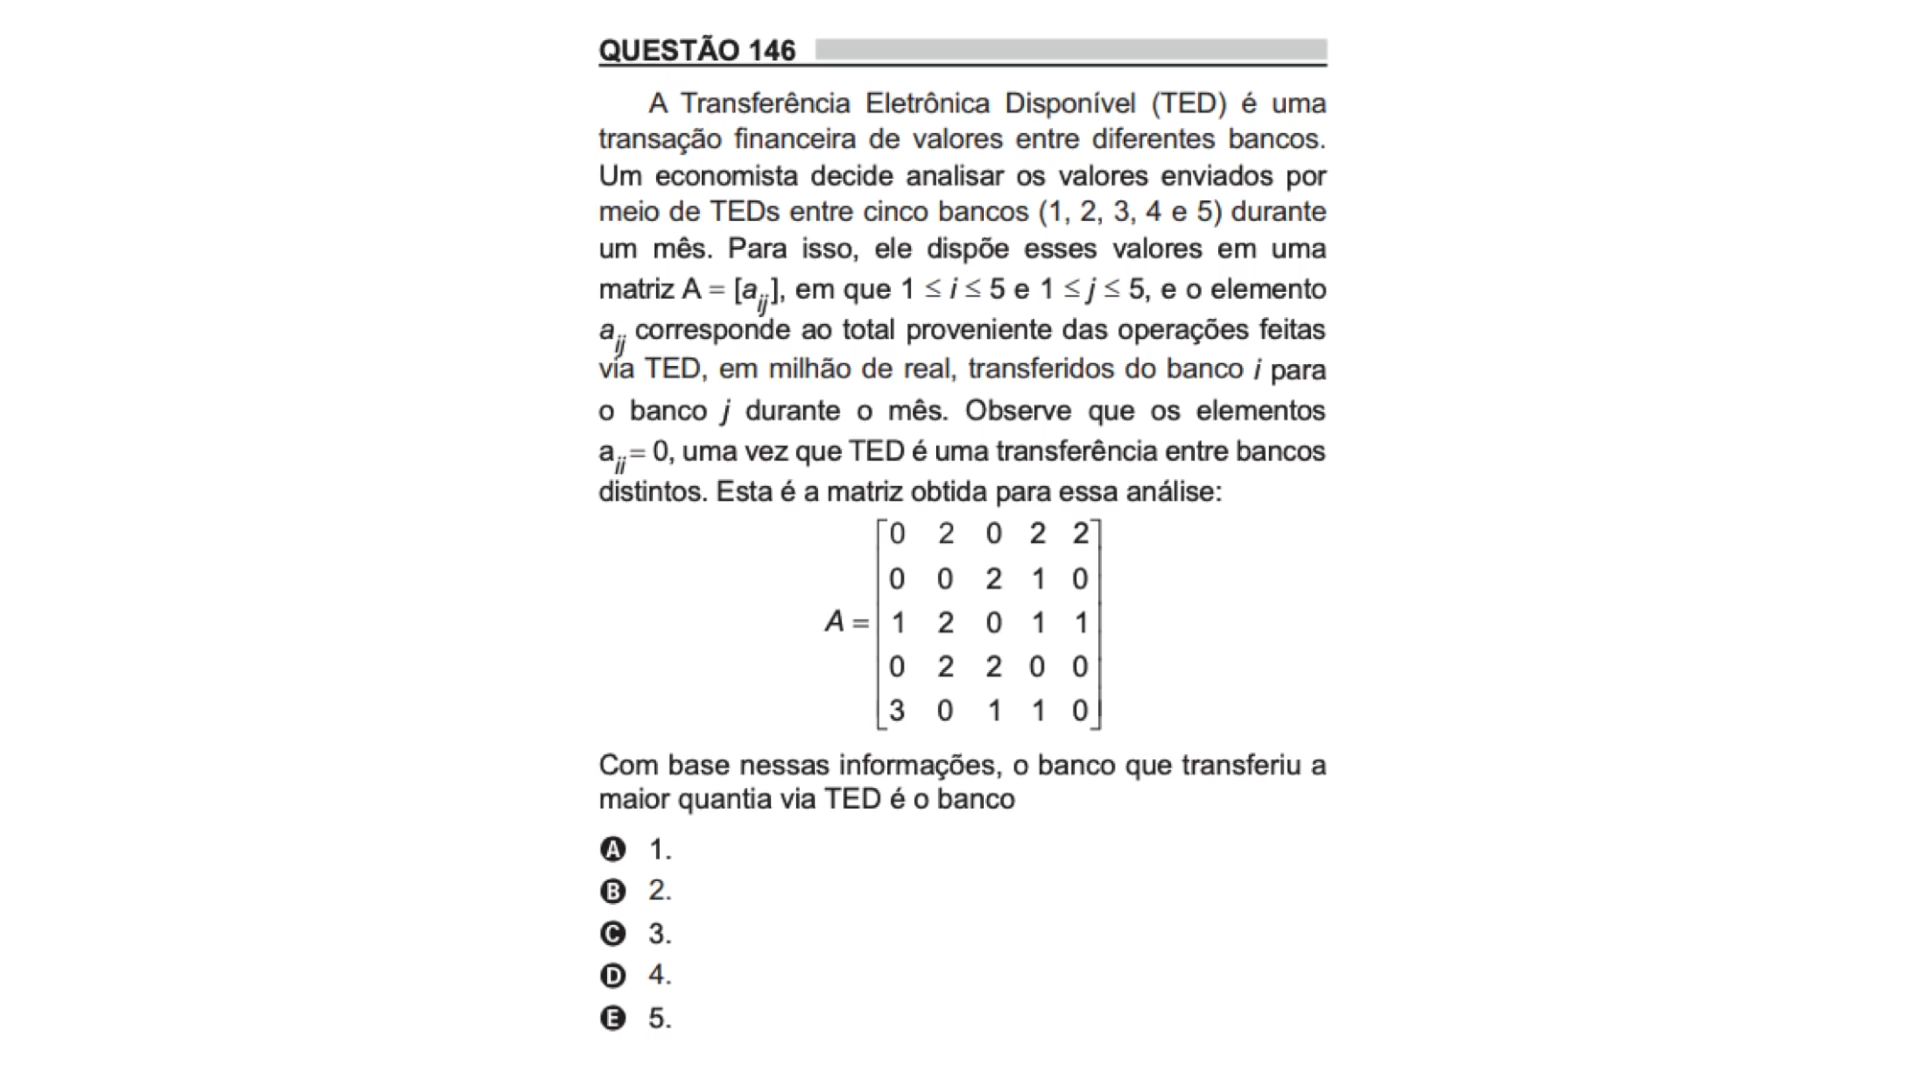 QUESTÃO 146
A Transferência Eletrônica Disponível (TED) é uma
transação financeira de valores entre diferentes bancos.
Um economista decide analisar os valores enviados por
meio de TEDs entre cinco bancos (1, 2, 3, 4 e 5) durante
um mês. Para isso, ele dispõe esses valores em uma
matriz A = [aij], em que 1 ≤ i ≤ 5 e 1 ≤ j ≤ 5, e o elemento
aij corresponde ao total proveniente das operações feitas
via TED, em milhão de real, transferidos do banco i para
o banco j durante o mês. Observe que os elementos
aii = 0, uma vez que TED é uma transferência entre bancos
distintos. Esta é a matriz obtida para essa análise:
0 2 0 2 2
0 0 2 1 0
A = 1 2 0 1 1
0 2 2 0 0
3 0 1 1 0
Com base nessas informações, o banco que transferiu a
maior quantia via TED é o banco
A 1.
B 2.
C 3.
D 4.
E 5.